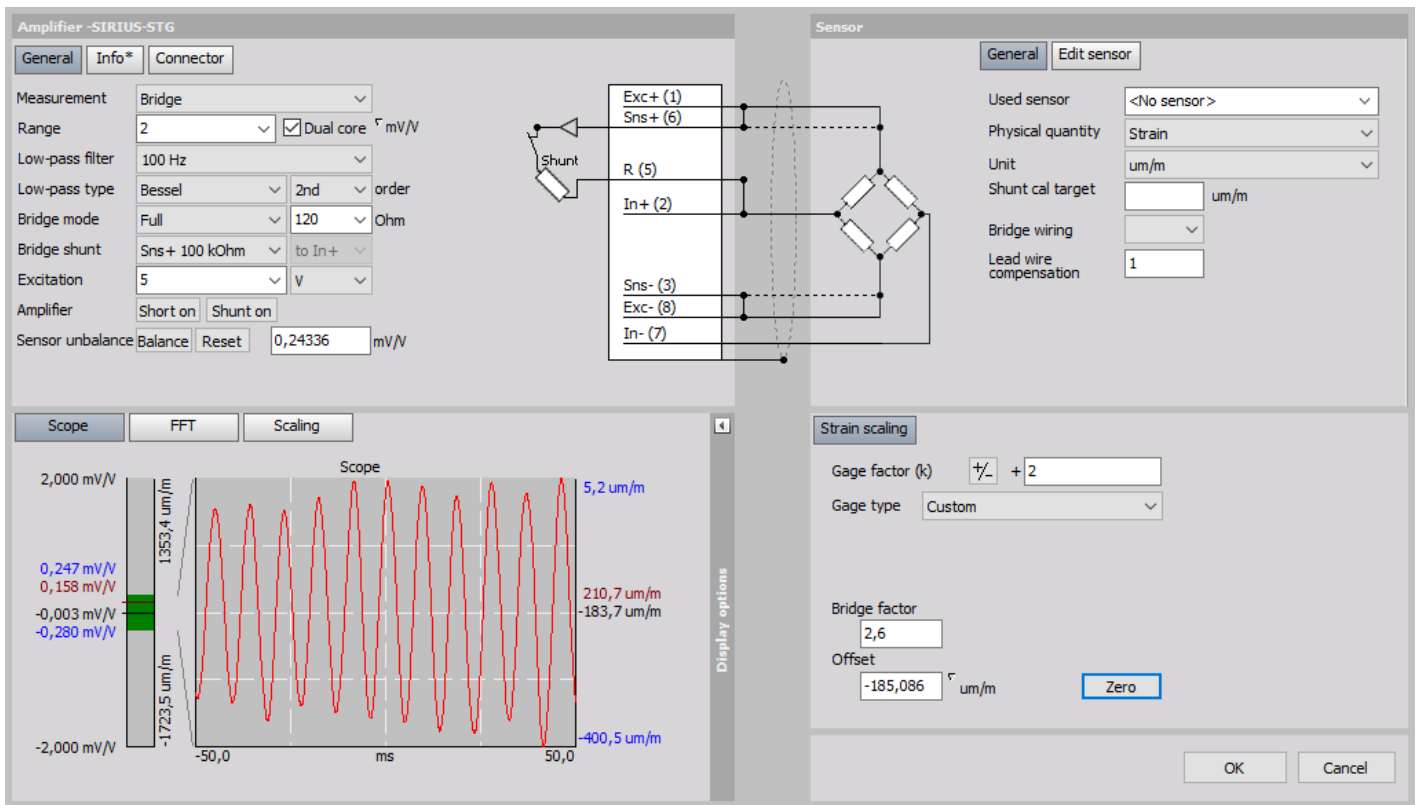 Amplifier -SIRIUS-STG
General Info* Connector
Measurement Bridge
Range 2 Dual core mV/V
Low-pass filter 100 Hz
Low-pass type Bessel 2nd order
Bridge mode Full 120 Ohm
Bridge shunt Sns+ 100 kOhm to In+
Excitation 5 V
Amplifier Short on Shunt on
Sensor unbalance Balance Reset 0,24336 mV/V
Shunt
Exc+ (1)
Sns+ (6)
R (5)
In+ (2)
Sns- (3)
Exc- (8)
In- (7)
Sensor
General Edit sensor
Used sensor <No sensor>
Physical quantity Strain
Unit um/m
Shunt cal target um/m
Bridge wiring
Lead wire
compensation 1
Scope FFT Scaling
Scope
2,000 mV/V
0,247 mV/V
0,158 mV/V
-0,003 mV/V
-0,280 mV/V
-2,000 mV/V
1353,4 um/m
-1723,5 um/m
5,2 um/m
210,7 um/m
-183,7 um/m
-400,5 um/m
-50,0 ms 50,0
Display options
Strain scaling
Gage factor (k) +/- + 2
Gage type Custom
Bridge factor
2,6
Offset
-185,086 um/m Zero
OK Cancel